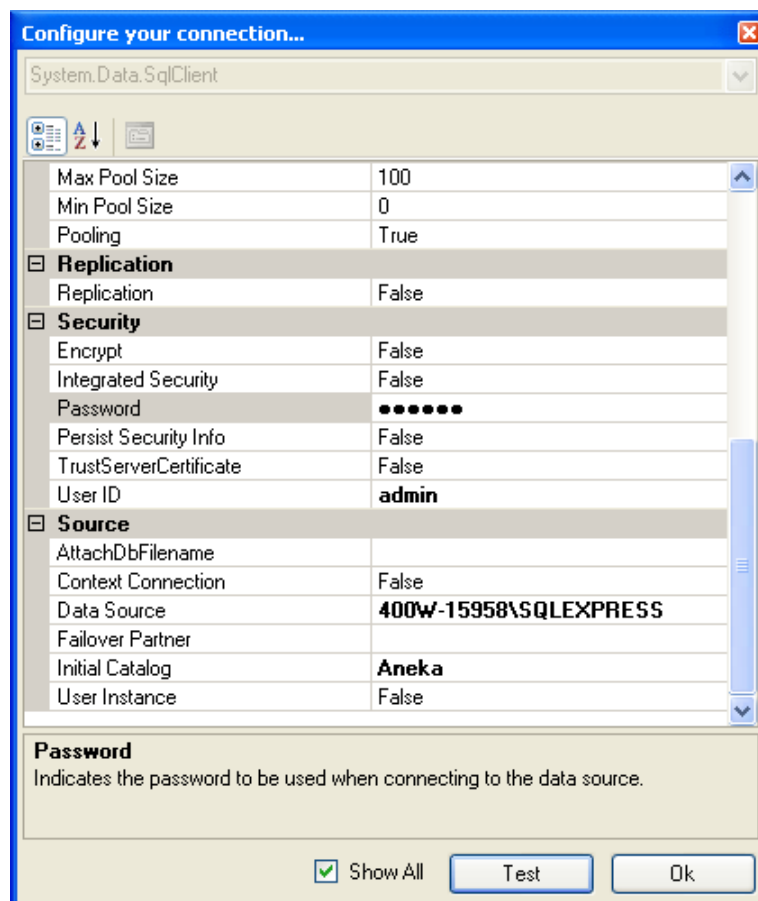 Configure your connection...
System.Data.SqlClient
Max Pool Size 100
Min Pool Size 0
Pooling True
Replication
Replication False
Security
Encrypt False
Integrated Security False
Password ●●●●●●
Persist Security Info False
TrustServerCertificate False
User ID admin
Source
AttachDbFilename
Context Connection False
Data Source 400W-15958\SQLEXPRESS
Failover Partner
Initial Catalog Aneka
User Instance False
Password
Indicates the password to be used when connecting to the data source.
Show All Test Ok